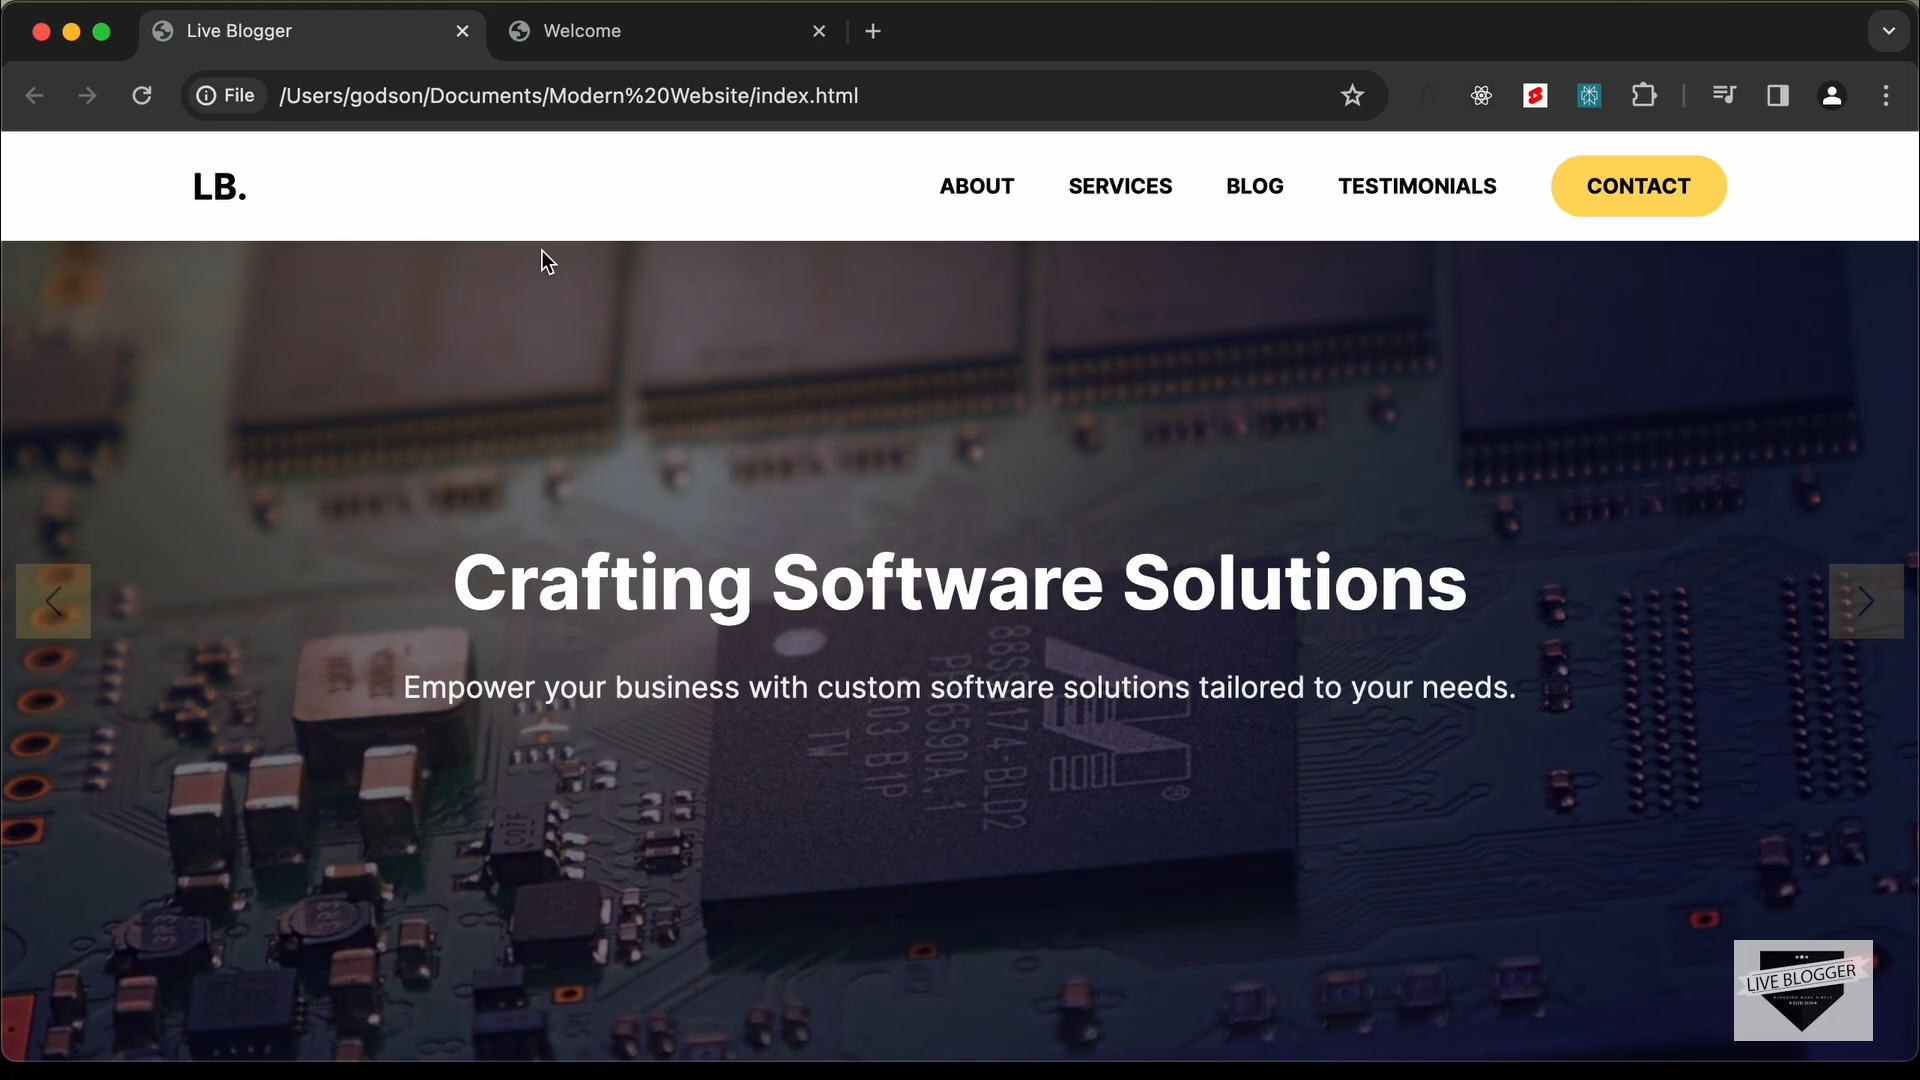 Live Blogger
Welcome
File
/Users/godson/Documents/Modern%20Website/index.html
f?
LB.
ABOUT
SERVICES
BLOG
TESTIMONIALS
CONTACT
Crafting Software Solutions
Empower your business with custom software solutions tailored to your needs.
TW
LIVE BLOGGER